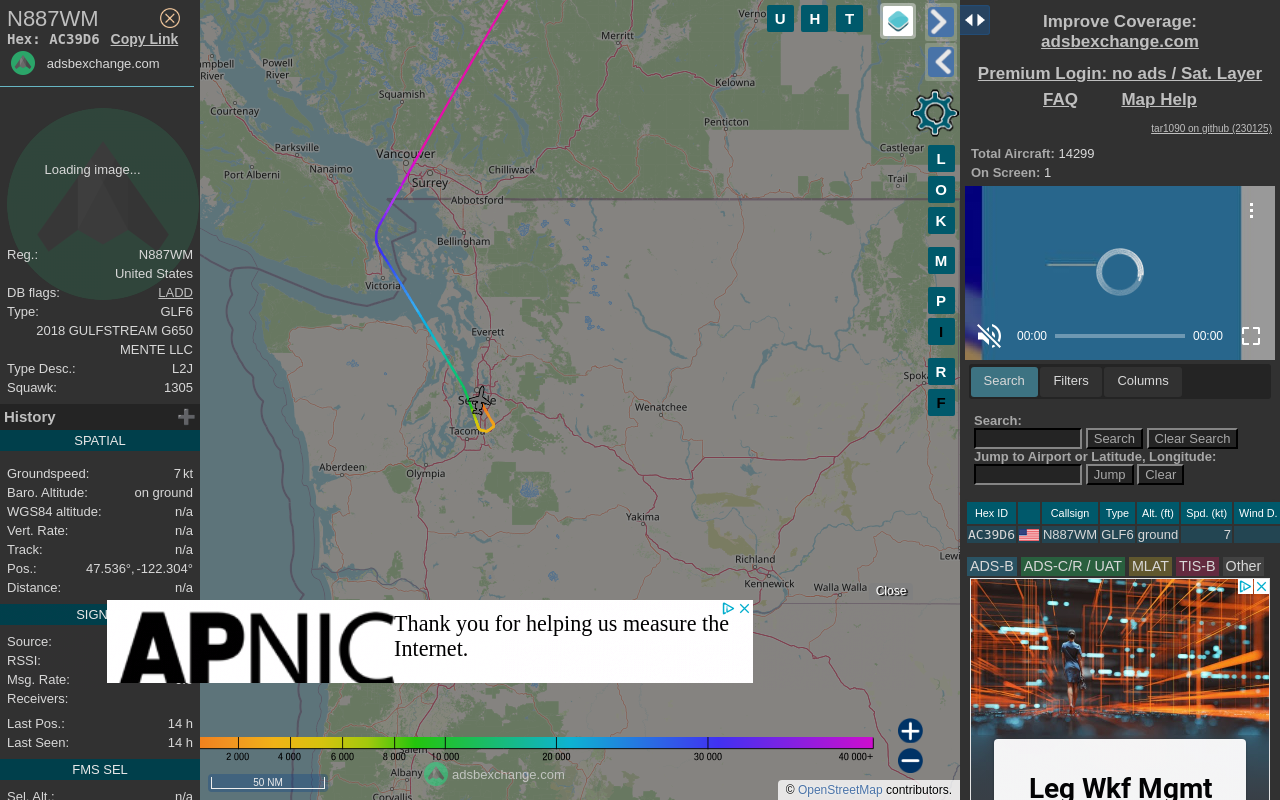 N887WM
Hex: AC39D6 Copy Link
adsbexchange.com
Loading image...
Reg.: N887WM
United States
DB flags: LADD
Type: GLF6
2018 GULFSTREAM G650
MENTE LLC
Type Desc.: L2J
Squawk: 1305
History
SPATIAL
Groundspeed: 7 kt
Baro. Altitude: on ground
WGS84 altitude: n/a
Vert. Rate: n/a
Track: n/a
Pos.: 47.536°, -122.304°
Distance: n/a
SIGN
Source:
RSSI:
Msg. Rate:
Receivers:
Last Pos.: 14 h
Last Seen: 14 h
FMS SEL
Sel. Alt.: n/a
U H T
Merritt
Powell
River
River
Kelowna
Squamish
Courtenay
Penticton
Parksville
Vancouver
Castlegar
Nanaimo
Chilliwack
Port Alberni
Surrey
Trail
Abbotsford
Bellingham
Victoria
Everett
Wenatchee
Aberdeen
Olympia
Yakima
Richland
Kennewick
Walla Walla
Albany
Corvallis
L
O
K
M
P
I
R
F
Close
APNIC
Thank you for helping us measure the
Internet.
2 000 4 000 6 000 8 000 10 000 20 000 30 000 40 000+
50 NM
adsbexchange.com
© OpenStreetMap contributors.
Improve Coverage:
adsbexchange.com
Premium Login: no ads / Sat. Layer
FAQ Map Help
tar1090 on github (230125)
Total Aircraft: 14299
On Screen: 1
00:00 00:00
Search Filters Columns
Search:
Search Clear Search
Jump to Airport or Latitude, Longitude:
Jump Clear
Hex ID Callsign Type Alt. (ft) Spd. (kt) Wind D.
AC39D6 N887WM GLF6 ground 7
ADS-B ADS-C/R / UAT MLAT TIS-B Other
Leg Wkf Mgmt